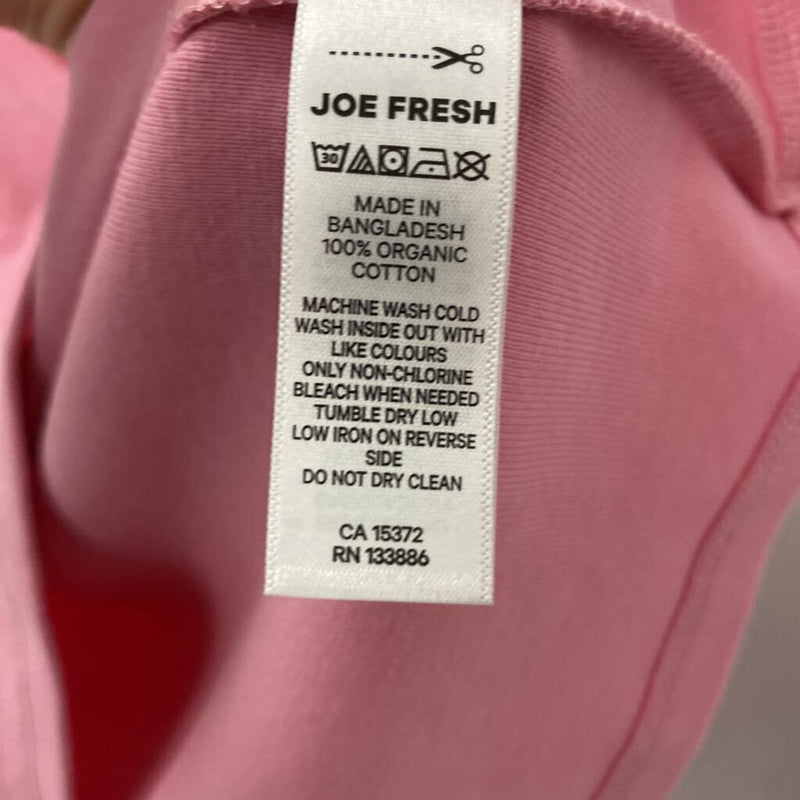 JOE FRESH
30
MADE IN
BANGLADESH
100% ORGANIC
COTTON
MACHINE WASH COLD
WASH INSIDE OUT WITH
LIKE COLOURS
ONLY NON-CHLORINE
BLEACH WHEN NEEDED
TUMBLE DRY LOW
LOW IRON ON REVERSE
SIDE
DO NOT DRY CLEAN
CA 15372
RN 133886